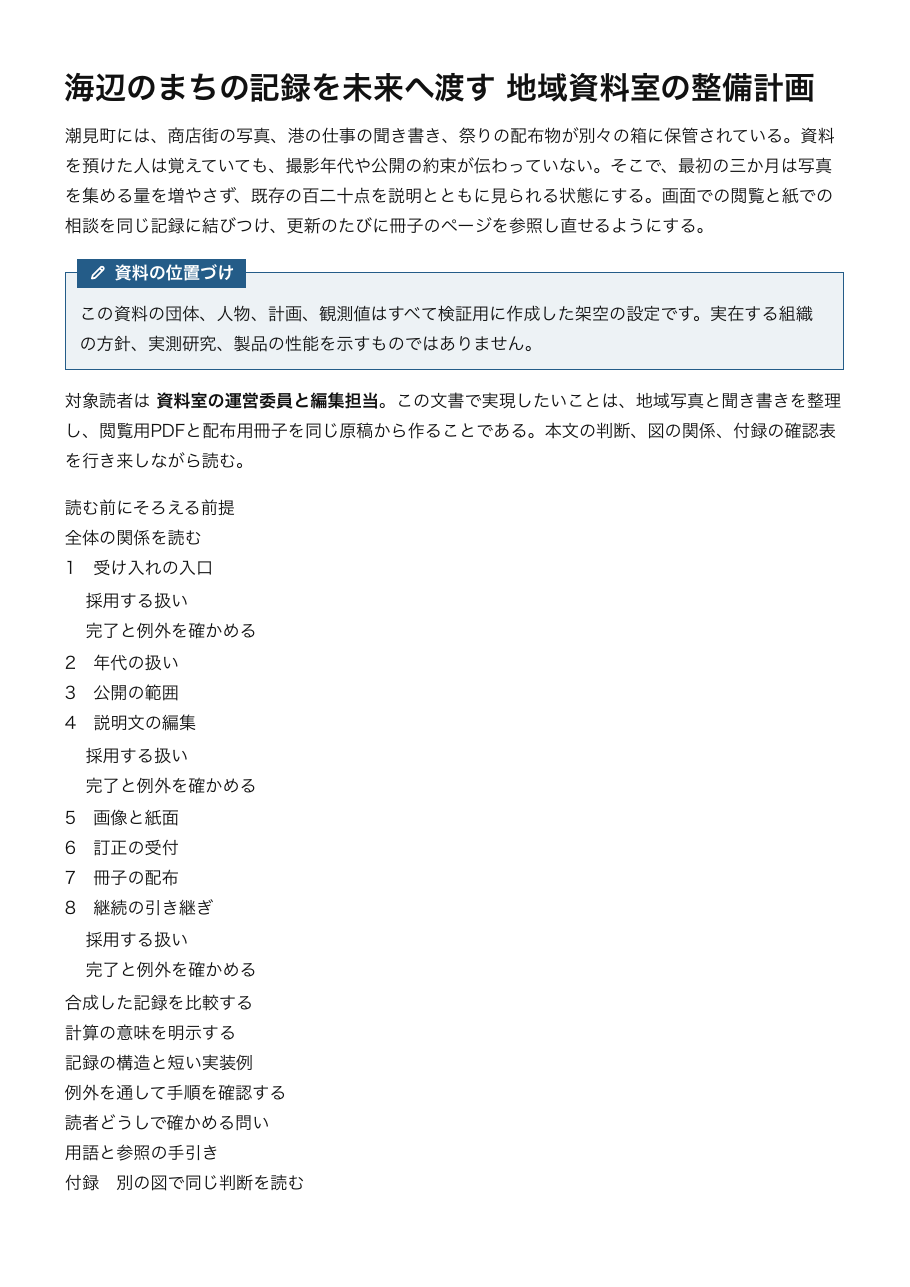 海辺のまちの記録を未来へ渡す 地域資料室の整備計画
潮見町には、商店街の写真、港の仕事の聞き書き、祭りの配布物が別々の箱に保管されている。資料
を預けた人は覚えていても、撮影年代や公開の約束が伝わっていない。そこで、最初の三か月は写真
を集める量を増やさず、既存の百二十点を説明とともに見られる状態にする。画面での閲覧と紙での
相談を同じ記録に結びつけ、更新のたびに冊子のページを参照し直せるようにする。
資料の位置づけ
この資料の団体、人物、計画、観測値はすべて検証用に作成した架空の設定です。実在する組織
の方針、実測研究、製品の性能を示すものではありません。
対象読者は 資料室の運営委員と編集担当。この文書で実現したいことは、地域写真と聞き書きを整理
し、閲覧用PDFと配布用冊子を同じ原稿から作ることである。本文の判断、図の関係、付録の確認表
を行き来しながら読む。
読む前にそろえる前提
全体の関係を読む
1　受け入れの入口
採用する扱い
完了と例外を確かめる
2　年代の扱い
3　公開の範囲
4　説明文の編集
採用する扱い
完了と例外を確かめる
5　画像と紙面
6　訂正の受付
7　冊子の配布
8　継続の引き継ぎ
採用する扱い
完了と例外を確かめる
合成した記録を比較する
計算の意味を明示する
記録の構造と短い実装例
例外を通して手順を確認する
読者どうしで確かめる問い
用語と参照の手引き
付録　別の図で同じ判断を読む